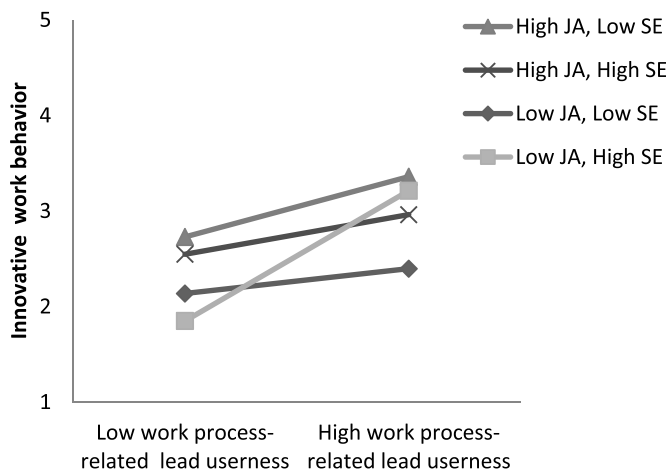 5
4
3
2
1
Innovative work behavior
High JA, Low SE
High JA, High SE
Low JA, Low SE
Low JA, High SE
Low work process-
related lead userness
High work process-
related lead userness